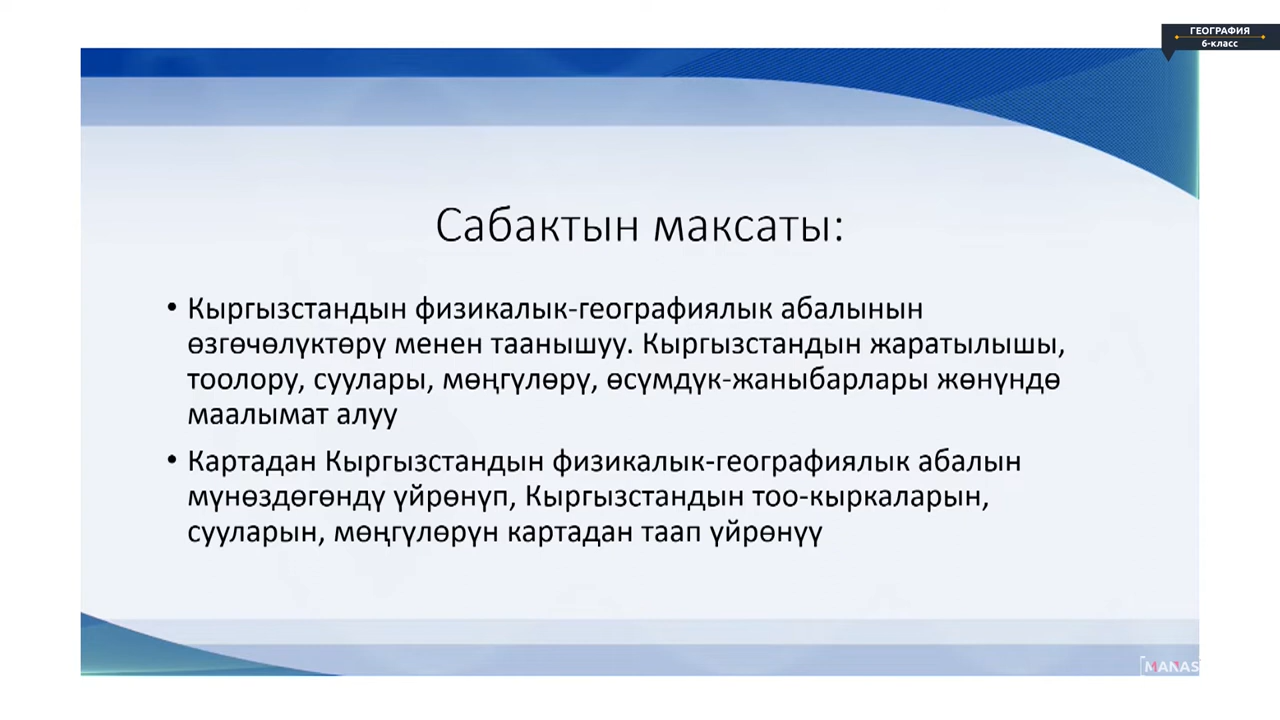 ГЕОГРАФИЯ
6-класс
Сабактын максаты:
• Кыргызстандын физикалык-географиялык абалынын
өзгөчөлүктөрү менен таанышуу. Кыргызстандын жаратылышы,
тоолору, суулары, мөңгүлөрү, өсүмдүк-жаныбарлары жөнүндө
маалымат алуу
• Картадан Кыргызстандын физикалык-географиялык абалын
мүнөздөгөндү үйрөнүп, Кыргызстандын тоо-кыркаларын,
сууларын, мөңгүлөрүн картадан таап үйрөнүү
MANAS